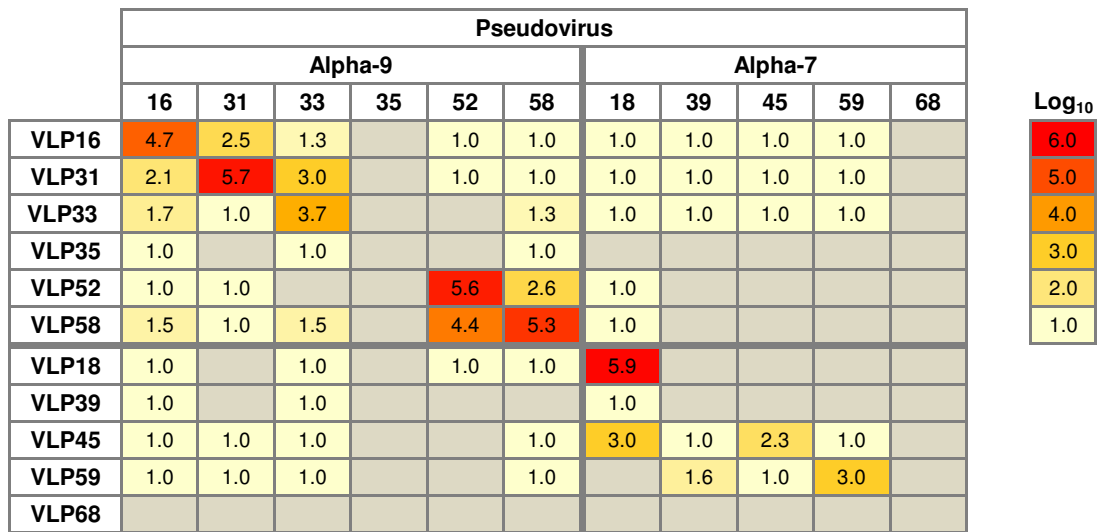 Pseudovirus
Alpha-9 Alpha-7
16 31 33 35 52 58 18 39 45 59 68 Log10
VLP16 4.7 2.5 1.3 1.0 1.0 1.0 1.0 1.0 1.0 6.0
VLP31 2.1 5.7 3.0 1.0 1.0 1.0 1.0 1.0 1.0 5.0
VLP33 1.7 1.0 3.7 1.3 1.0 1.0 1.0 1.0 4.0
VLP35 1.0 1.0 1.0 3.0
VLP52 1.0 1.0 5.6 2.6 1.0 2.0
VLP58 1.5 1.0 1.5 4.4 5.3 1.0 1.0
VLP18 1.0 1.0 1.0 1.0 5.9
VLP39 1.0 1.0 1.0
VLP45 1.0 1.0 1.0 1.0 3.0 1.0 2.3 1.0
VLP59 1.0 1.0 1.0 1.0 1.6 1.0 3.0
VLP68